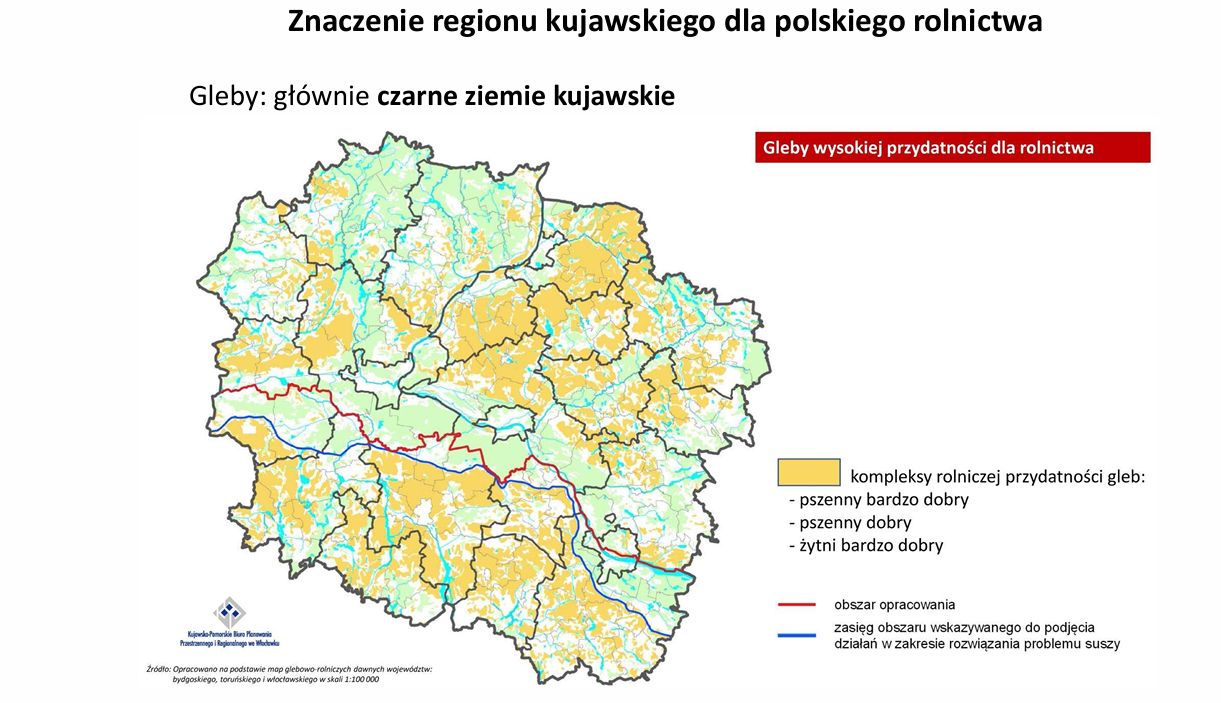 Znaczenie regionu kujawskiego dla polskiego rolnictwa
Gleby: głównie czarne ziemie kujawskie
Gleby wysokiej przydatności dla rolnictwa
kompleksy rolniczej przydatności gleb:
- pszenny bardzo dobry
- pszenny dobry
- żytni bardzo dobry
obszar opracowania
zasięg obszaru wskazywanego do podjęcia
działań w zakresie rozwiązania problemu suszy
Kujawsko-Pomorskie Biuro Planowania
Przestrzennego i Regionalnego we Włocławku
Źródło: Opracowano na podstawie map glebowo-rolniczych dawnych województw:
bydgoskiego, toruńskiego i włocławskiego w skali 1:100 000